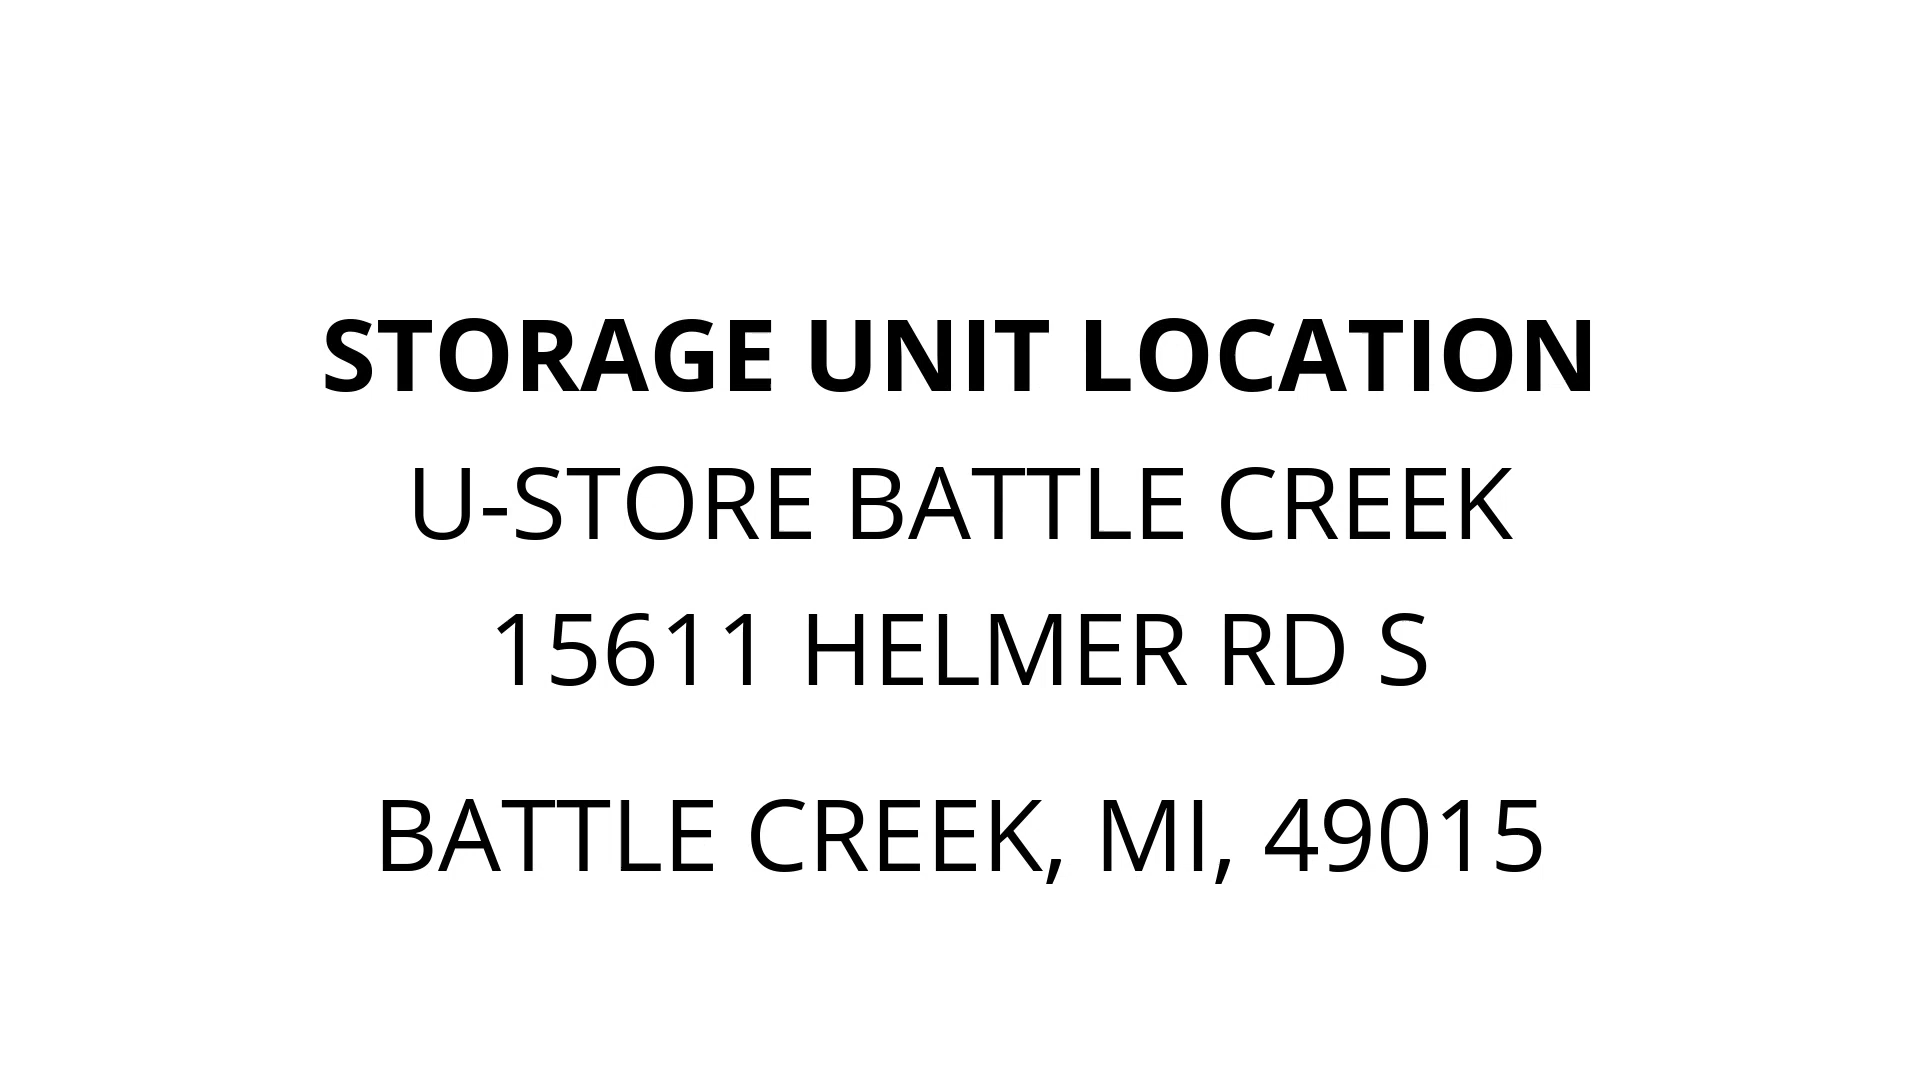 STORAGE UNIT LOCATION
U-STORE BATTLE CREEK
15611 HELMER RD S
BATTLE CREEK, MI, 49015